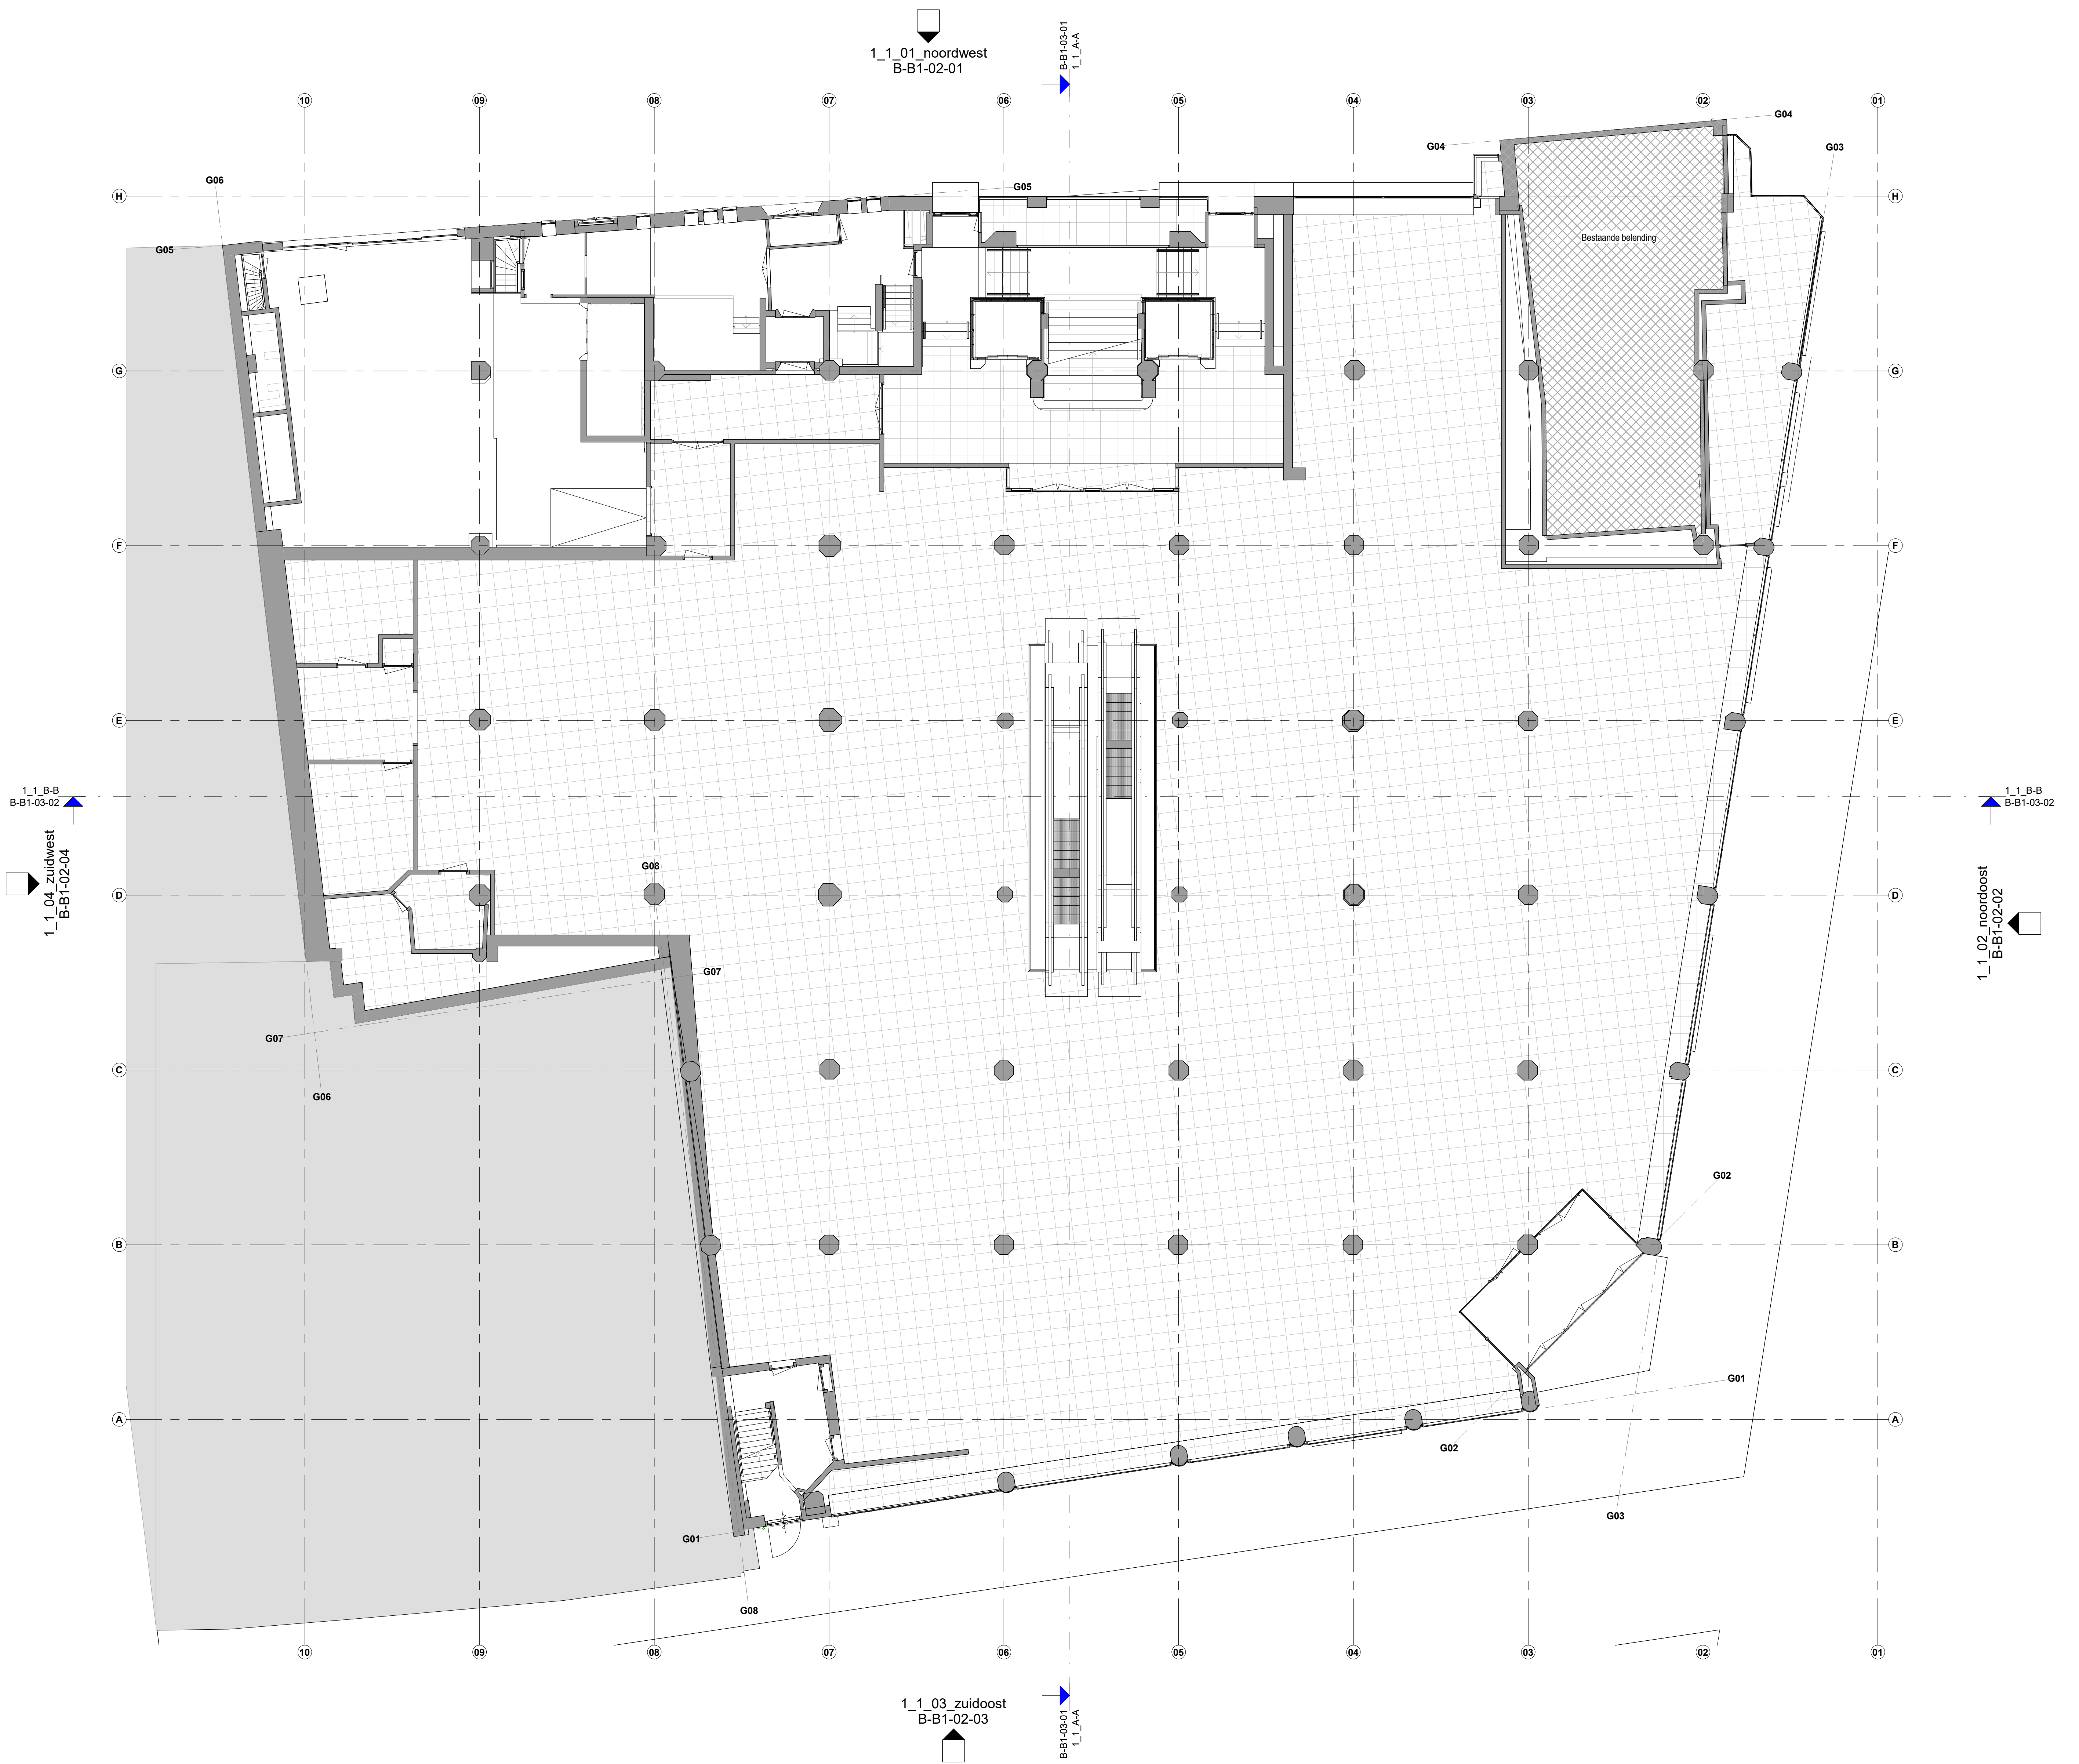 1_1_01_noordwest
B-B1-02-01
B-B1-03-01
1_1_A-A
10
09
08
07
06
05
04
03
02
01
G04
G04
G03
G06
G05
H
H
G05
Bestaande belending
G
G
F
F
E
E
1_1_B-B
B-B1-03-02
1_1_B-B
B-B1-03-02
1_1_04_zuidwest
B-B1-02-04
G08
1_1_02_noordoost
B-B1-02-02
D
D
G07
G07
C
C
G06
G02
B
B
G01
A
A
G02
G03
G01
G08
10
09
08
07
06
05
04
03
02
01
1_1_03_zuidoost
B-B1-02-03
B-B1-03-01
1_1_A-A